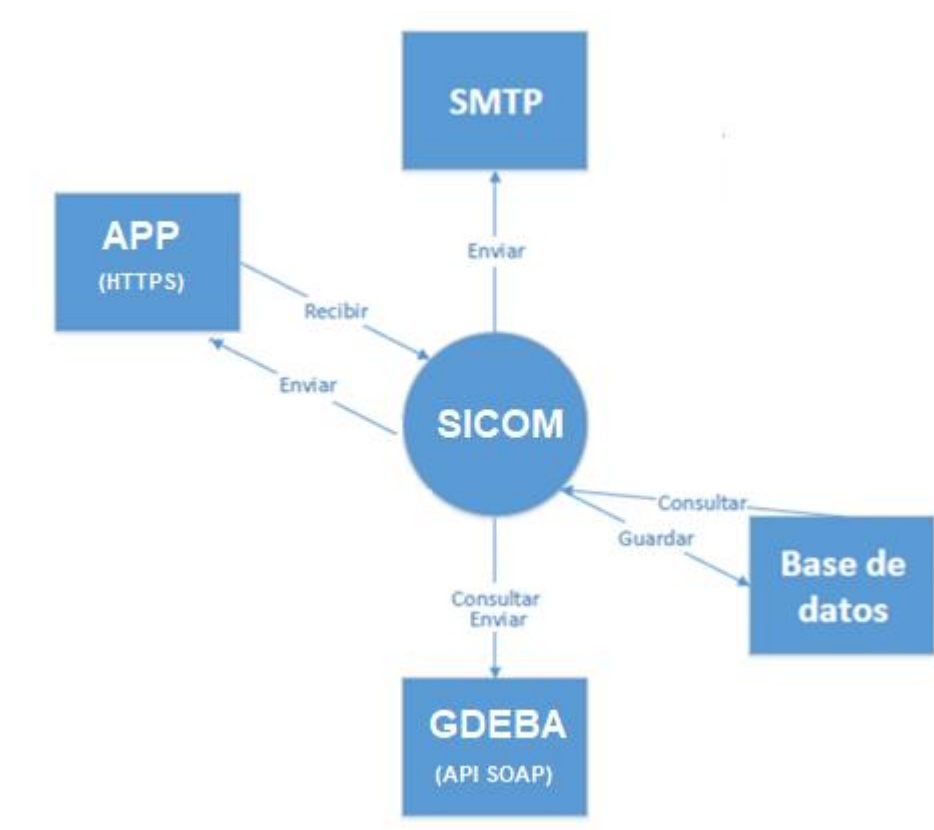 SMTP
Enviar
APP
(HTTPS)
Recibir
Enviar
SICOM
Consultar
Guardar
Base de
datos
Consultar
Enviar
GDEBA
(API SOAP)